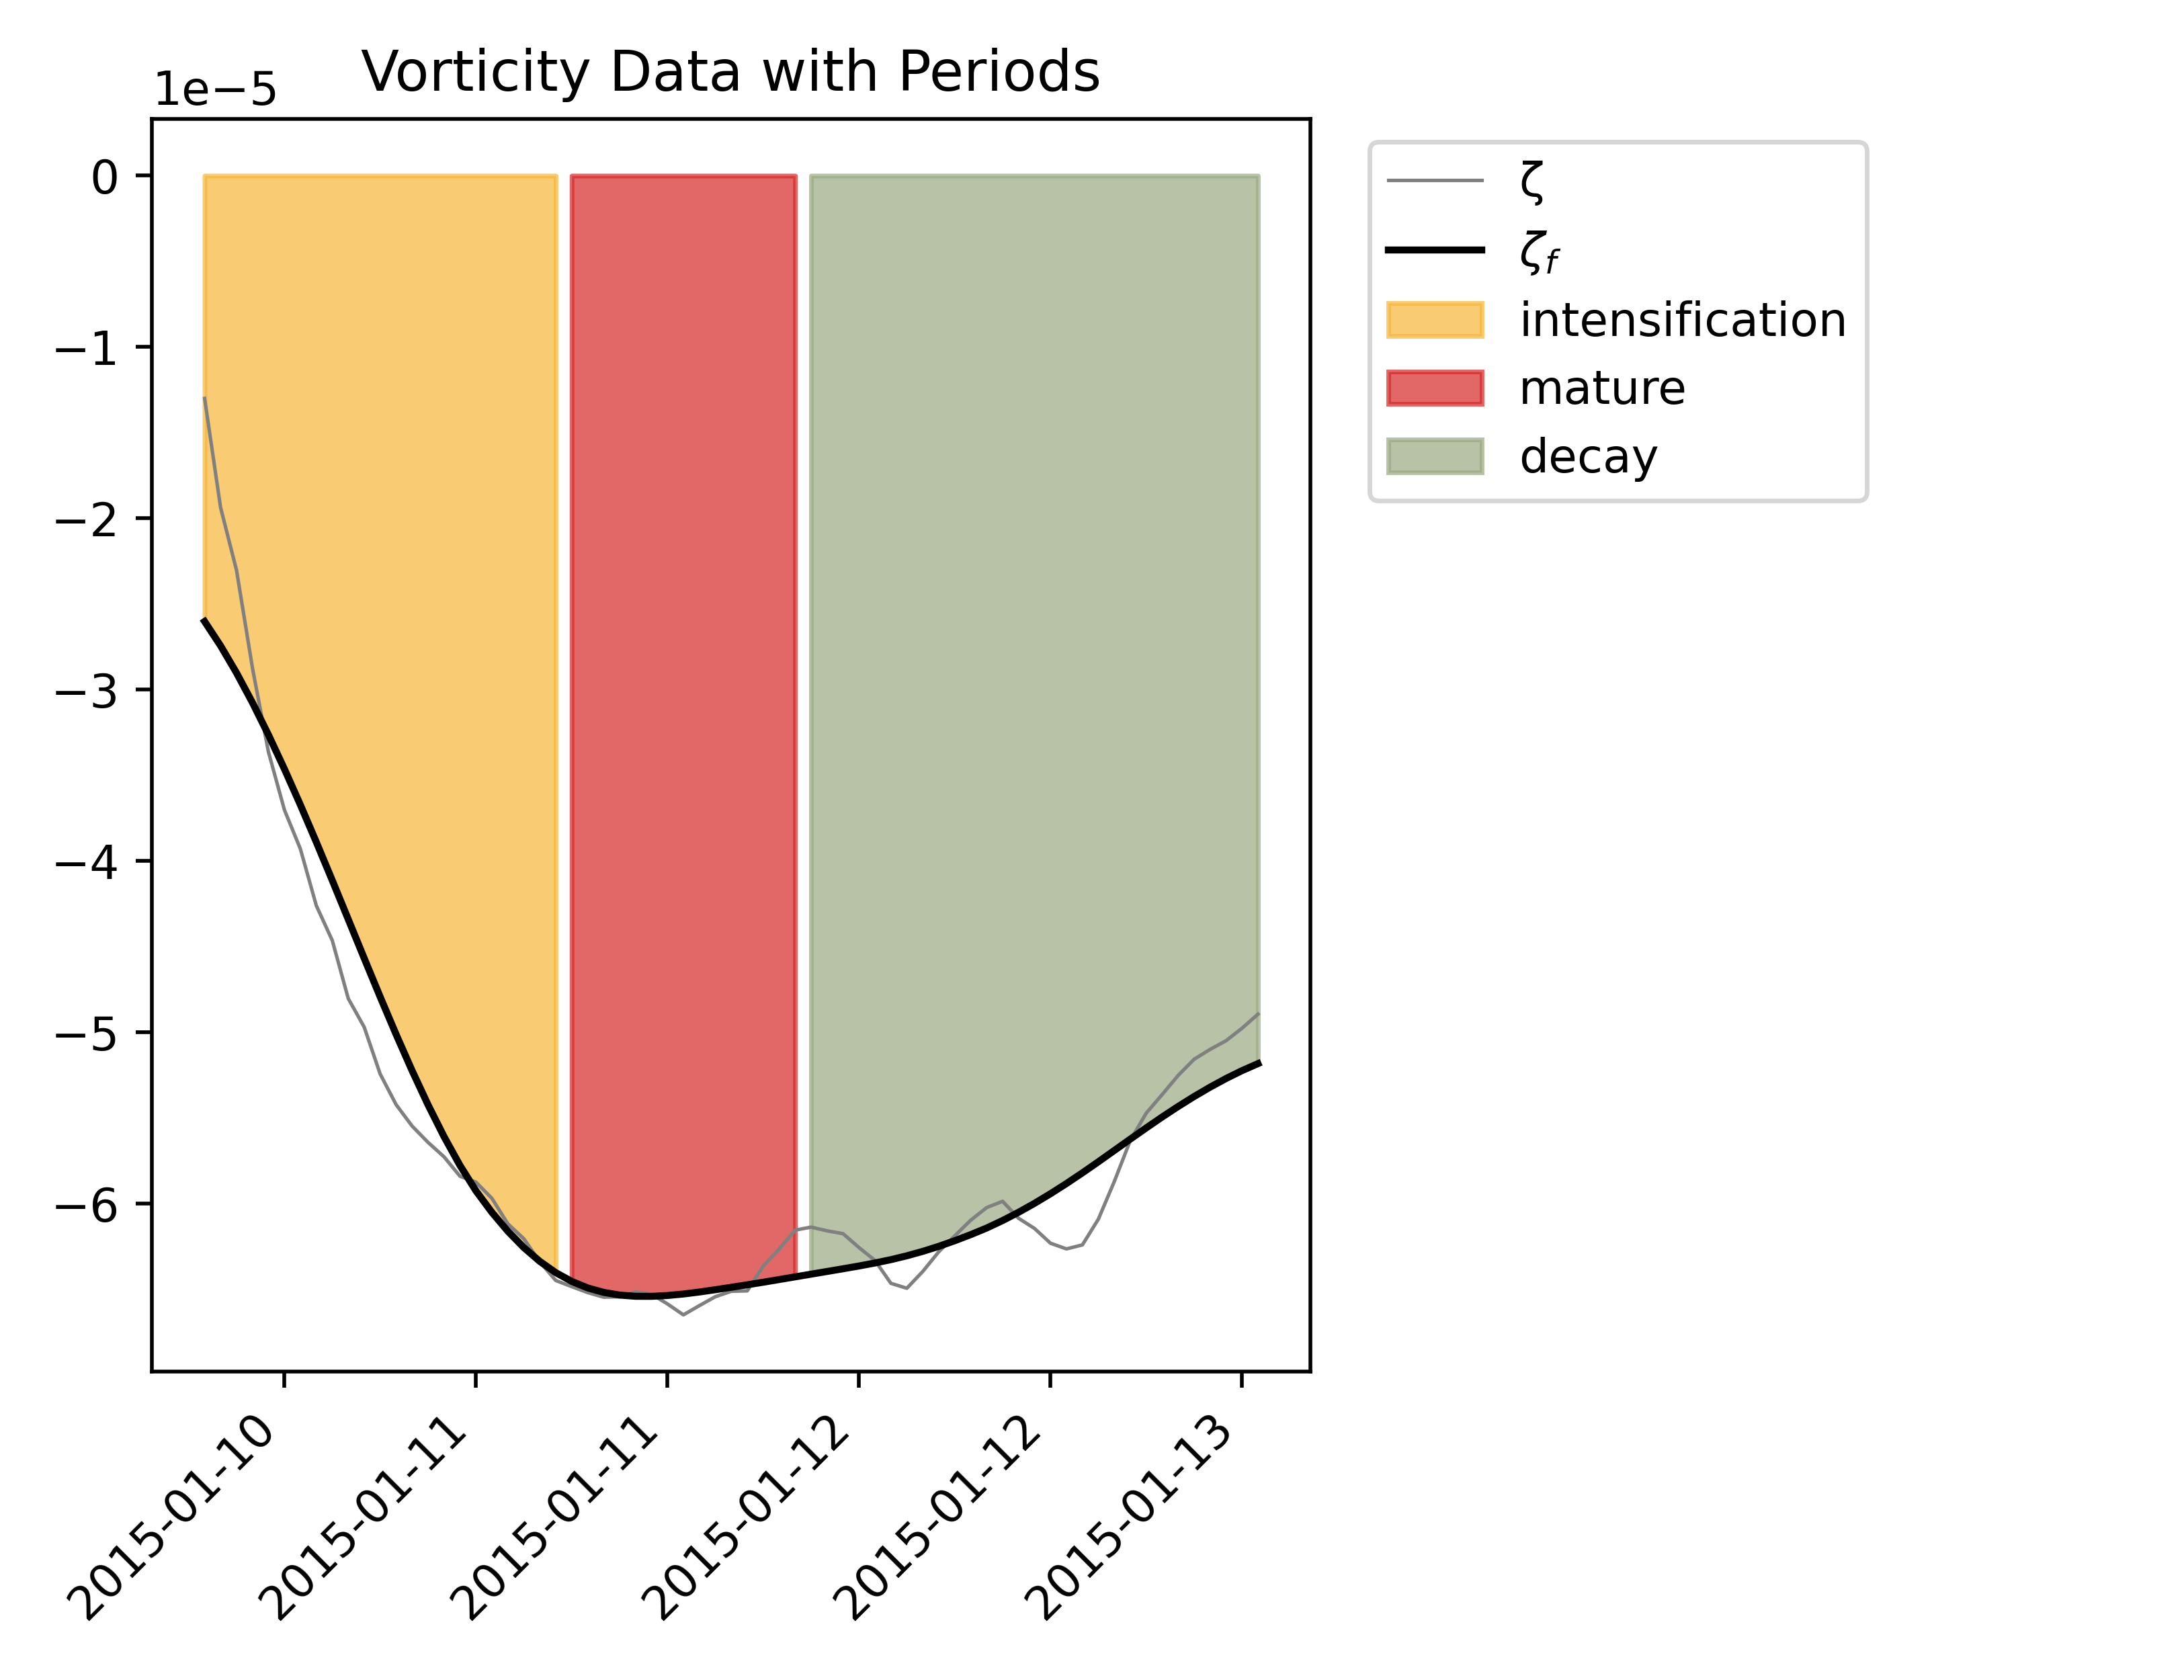 Vorticity Data with Periods
1e−5
0
−1
−2
−3
−4
−5
−6
2015-01-10
2015-01-11
2015-01-11
2015-01-12
2015-01-12
2015-01-13
ζ
ζf
intensification
mature
decay